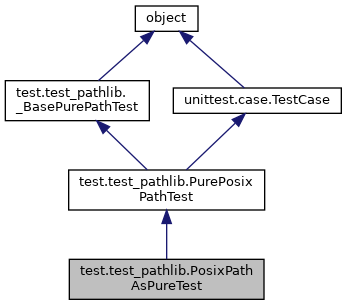 object
test.test_pathlib.
_BasePurePathTest
unittest.case.TestCase
test.test_pathlib.PurePosix
PathTest
test.test_pathlib.PosixPath
AsPureTest